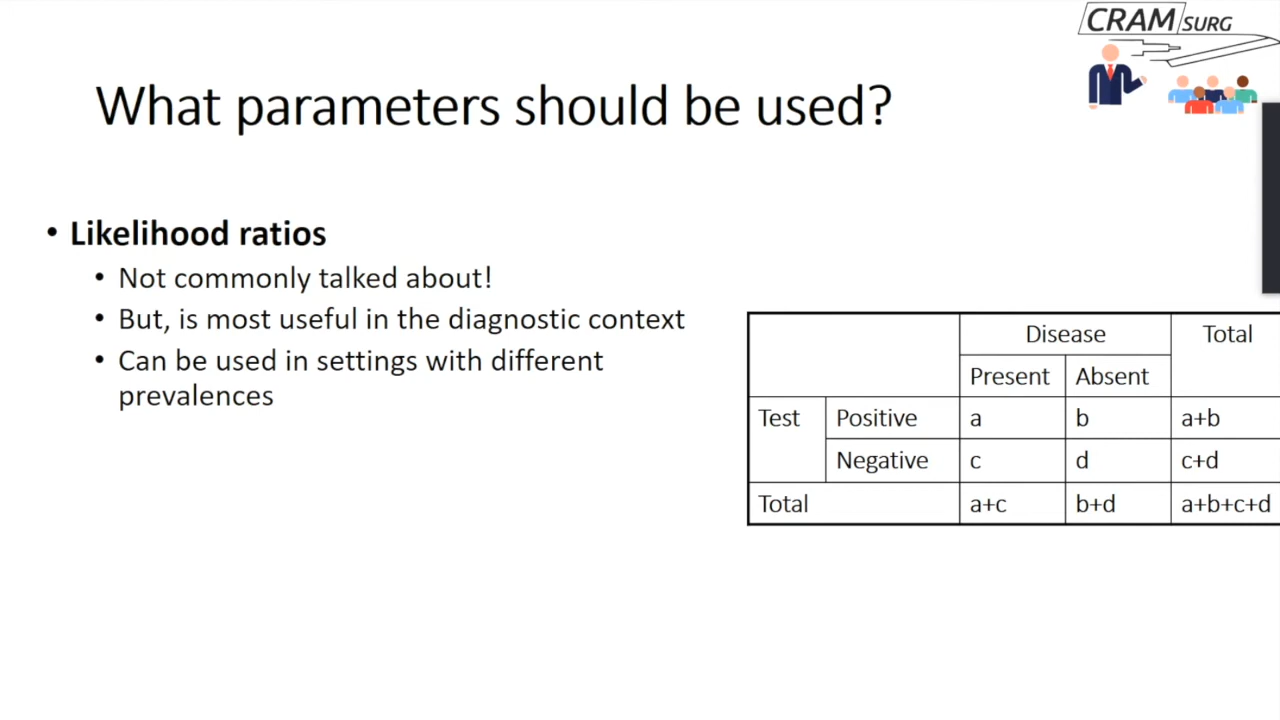 CRAM SURG
What parameters should be used?
• Likelihood ratios
• Not commonly talked about!
• But, is most useful in the diagnostic context
• Can be used in settings with different
prevalences
Disease Total
Present Absent
Test Positive a b a+b
Negative c d c+d
Total a+c b+d a+b+c+d